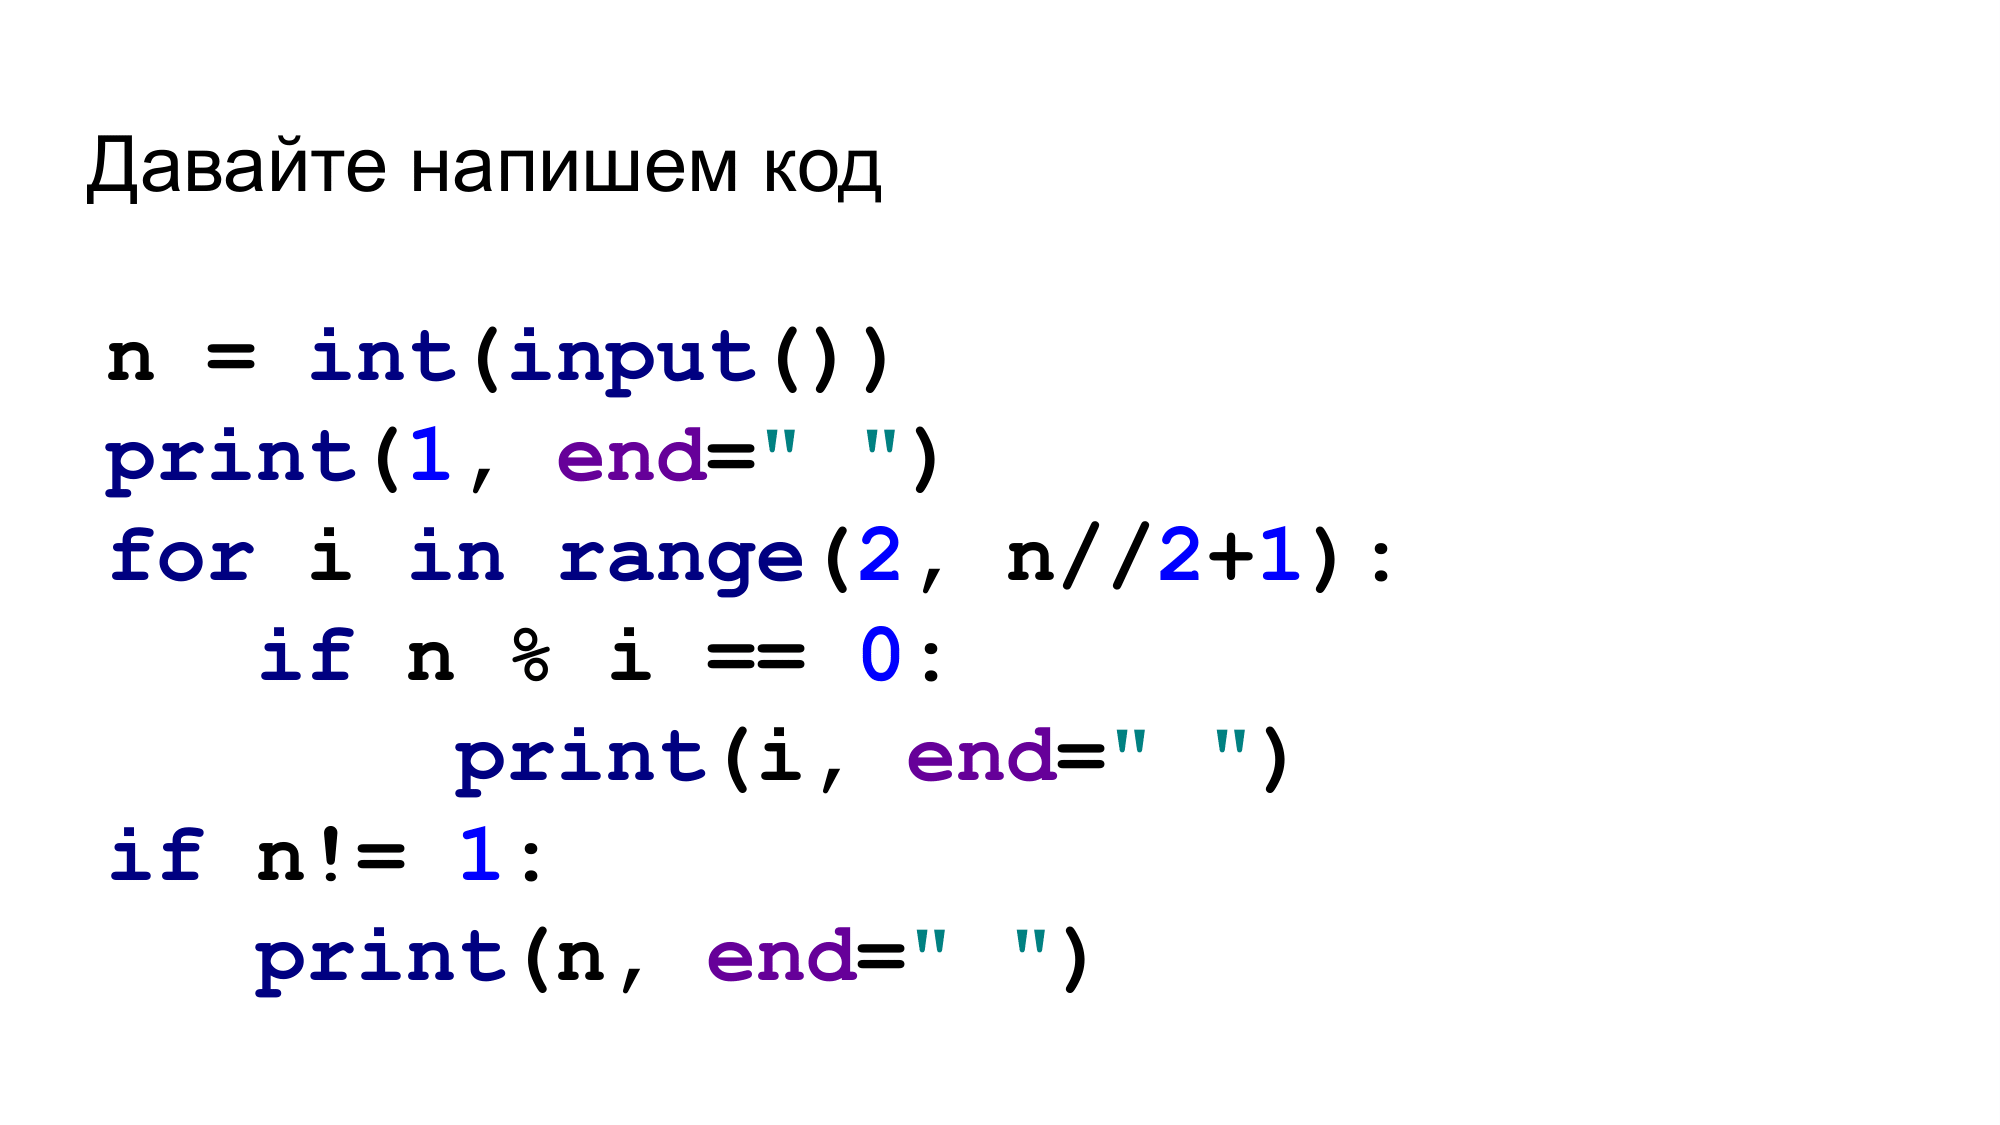 Давайте напишем код
n = int(input())
print(1, end=" ")
for i in range(2, n//2+1):
   if n % i == 0:
       print(i, end=" ")
if n!= 1:
   print(n, end=" ")